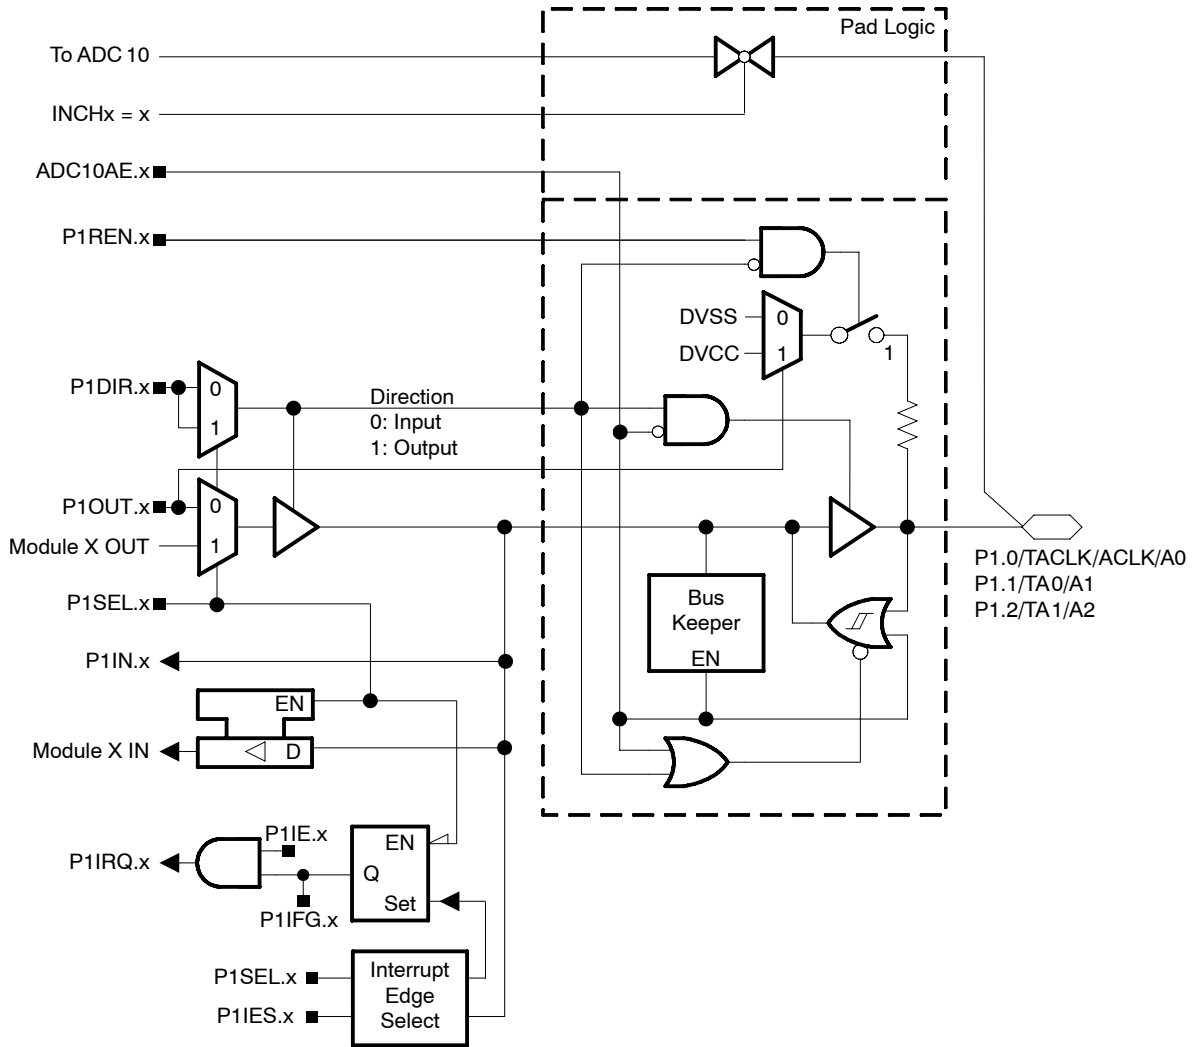 Pad Logic
To ADC 10
INCHx = x
ADC10AE.x
P1REN.x
DVSS
0
DVCC
1
1
P1DIR.x
0
1
Direction
0: Input
1: Output
P1OUT.x
0
Module X OUT
1
P1.0/TACLK/ACLK/A0
P1.1/TA0/A1
P1.2/TA1/A2
P1SEL.x
Bus
Keeper
EN
P1IN.x
EN
Module X IN
D
P1IE.x
P1IRQ.x
EN
Q
Set
P1IFG.x
P1SEL.x
P1IES.x
Interrupt
Edge
Select